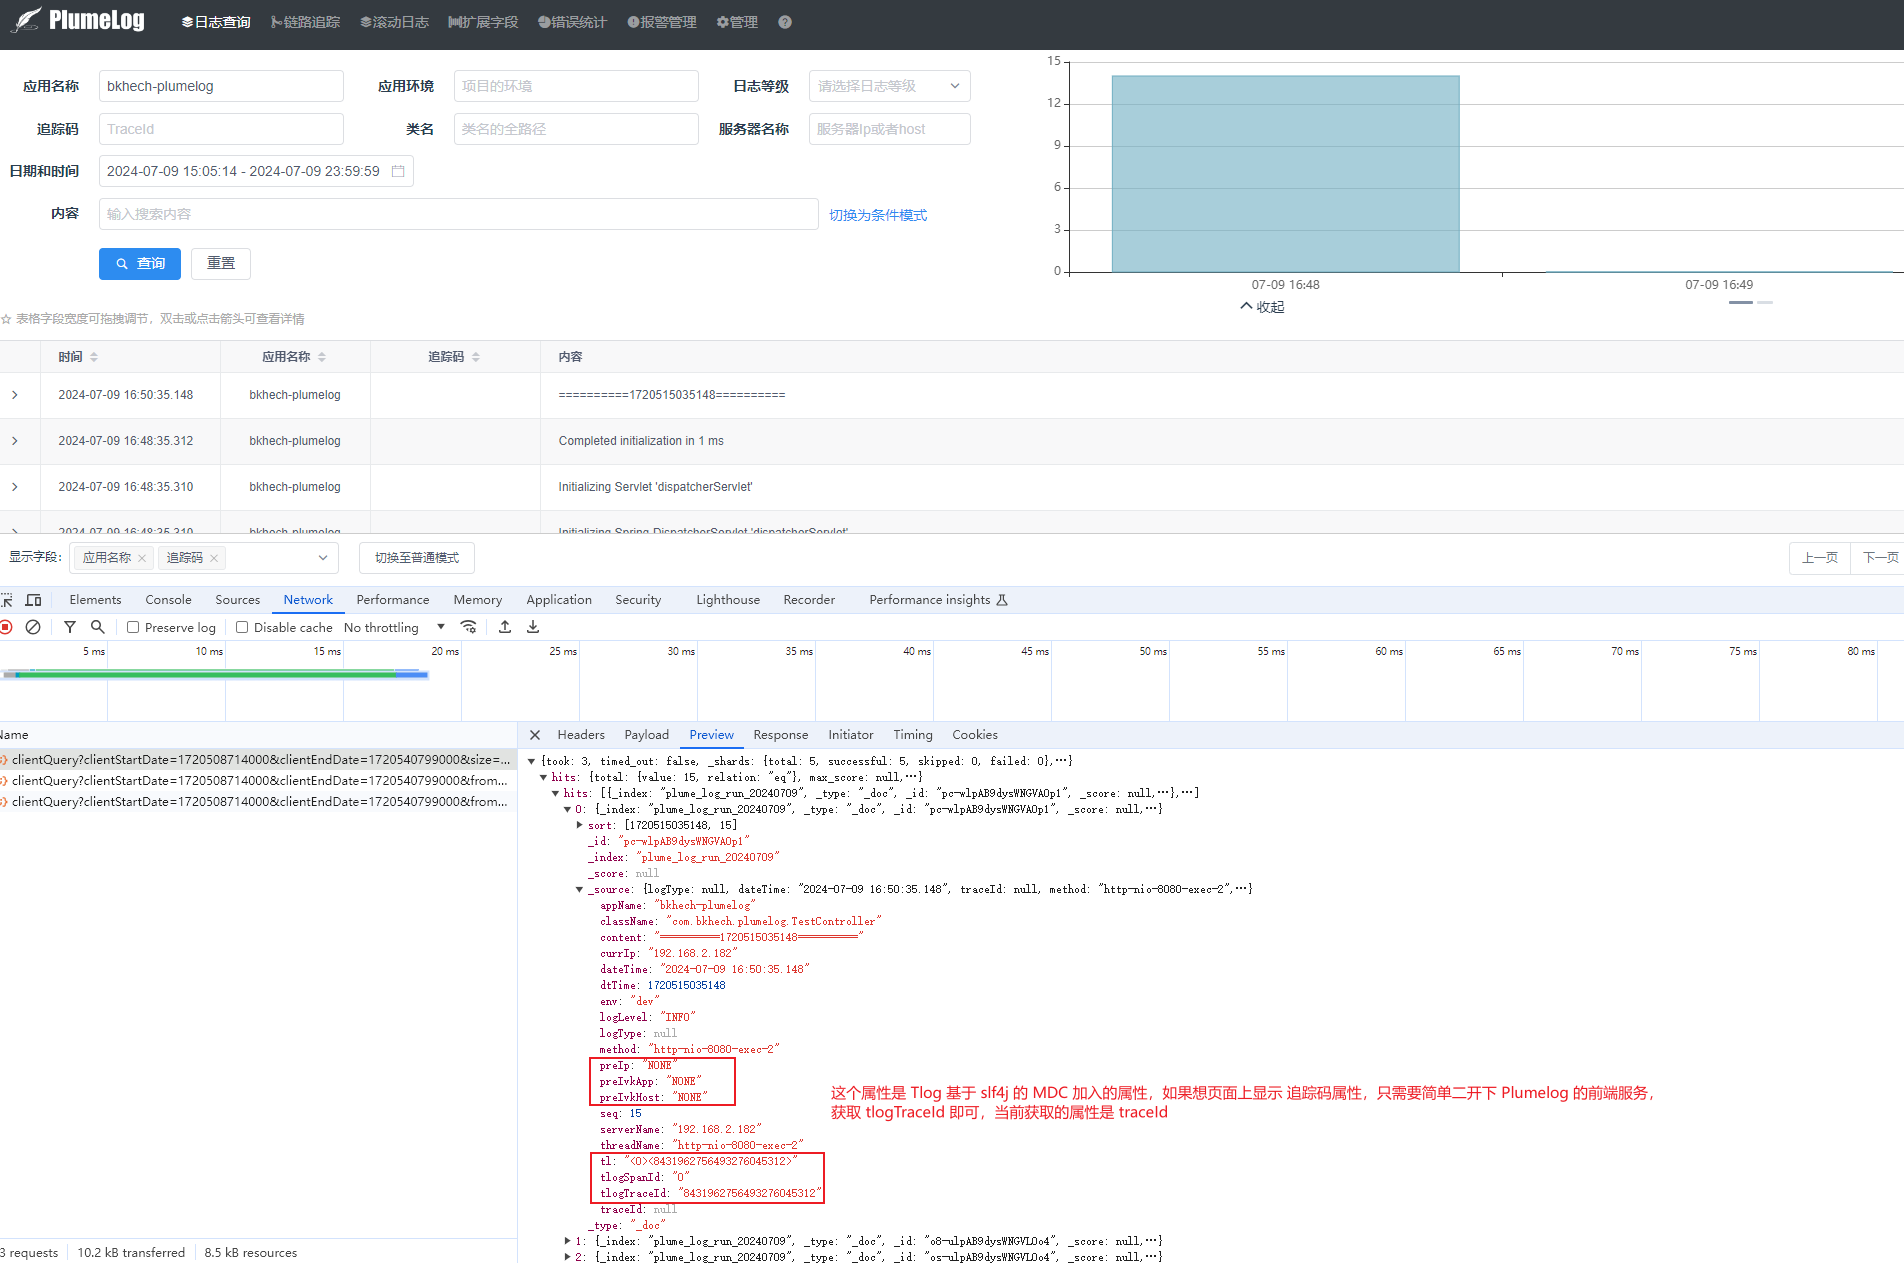 PlumeLog 日志查询 链路追踪 滚动日志 扩展字段 错误统计 报警管理 管理
应用名称 bkhech-plumelog 应用环境 项目的环境 日志等级 请选择日志等级
追踪码 TraceId 类名 类名的全路径 服务器名称 服务器Ip或者host
日期和时间 2024-07-09 15:05:14 - 2024-07-09 23:59:59
内容 输入搜索内容 切换为条件模式
查询 重置
15
12
9
6
3
0
07-09 16:48 07-09 16:49
收起
表格字段宽度可拖拽调节，双击或点击箭头可查看详情
时间 应用名称 追踪码 内容
2024-07-09 16:50:35.148 bkhech-plumelog ==========1720515035148==========
2024-07-09 16:48:35.312 bkhech-plumelog Completed initialization in 1 ms
2024-07-09 16:48:35.310 bkhech-plumelog Initializing Servlet 'dispatcherServlet'
2024-07-09 16:48:35.310 bkhech-plumelog Initializing Spring DispatcherServlet 'dispatcherServlet'
显示字段: 应用名称 × 追踪码 × 切换至普通模式 上一页 下一页
Elements Console Sources Network Performance Memory Application Security Lighthouse Recorder Performance insights
Preserve log Disable cache No throttling
5 ms 10 ms 15 ms 20 ms 25 ms 30 ms 35 ms 40 ms 45 ms 50 ms 55 ms 60 ms 65 ms 70 ms 75 ms 80 ms
Name
clientQuery?clientStartDate=1720508714000&clientEndDate=1720540799000&size=...
clientQuery?clientStartDate=1720508714000&clientEndDate=1720540799000&from...
clientQuery?clientStartDate=1720508714000&clientEndDate=1720540799000&from...
3 requests 10.2 kB transferred 8.5 kB resources
Headers Payload Preview Response Initiator Timing Cookies
{took: 3, timed_out: false, _shards: {total: 5, successful: 5, skipped: 0, failed: 0},…}
hits: {total: {value: 15, relation: "eq"}, max_score: null,…}
hits: [{_index: "plume_log_run_20240709", _type: "_doc", _id: "pc-wlpAB9dysWNGVAOp1", _score: null,…},…]
0: {_index: "plume_log_run_20240709", _type: "_doc", _id: "pc-wlpAB9dysWNGVAOp1", _score: null,…}
sort: [1720515035148, 15]
_id: "pc-wlpAB9dysWNGVAOp1"
_index: "plume_log_run_20240709"
_score: null
_source: {logType: null, dateTime: "2024-07-09 16:50:35.148", traceId: null, method: "http-nio-8080-exec-2",…}
appName: "bkhech-plumelog"
className: "com.bkhech.plumelog.TestController"
content: "==========1720515035148=========="
currIp: "192.168.2.182"
dateTime: "2024-07-09 16:50:35.148"
dtTime: 1720515035148
env: "dev"
logLevel: "INFO"
logType: null
method: "http-nio-8080-exec-2"
preIp: "NONE"
preIvkApp: "NONE"
preIvkHost: "NONE"
seq: 15
serverName: "192.168.2.182"
threadName: "http-nio-8080-exec-2"
tl: "<0><8431962756493276045312>"
tlogSpanId: "0"
tlogTraceId: "8431962756493276045312"
traceId: null
_type: "_doc"
1: {_index: "plume_log_run_20240709", _type: "_doc", _id: "o8-ulpAB9dysWNGVLOo4", _score: null,…}
2: {_index: "plume_log_run_20240709", _type: "_doc", _id: "os-ulpAB9dysWNGVLOo4", _score: null,…}
这个属性是 Tlog 基于 slf4j 的 MDC 加入的属性，如果想页面上显示 追踪码属性，只需要简单二开下 Plumelog 的前端服务，
获取 tlogTraceId 即可，当前获取的属性是 traceId